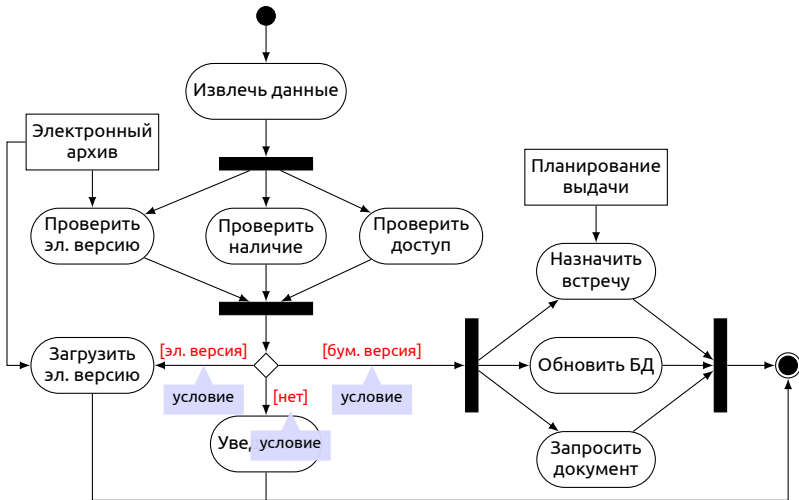 Извлечь данные
Электронный
архив
Планирование
выдачи
Проверить
эл. версию
Проверить
наличие
Проверить
доступ
Назначить
встречу
[эл. версия]
[бум. версия]
Загрузить
эл. версию
Обновить БД
условие
[нет]
условие
условие
Запросить
документ